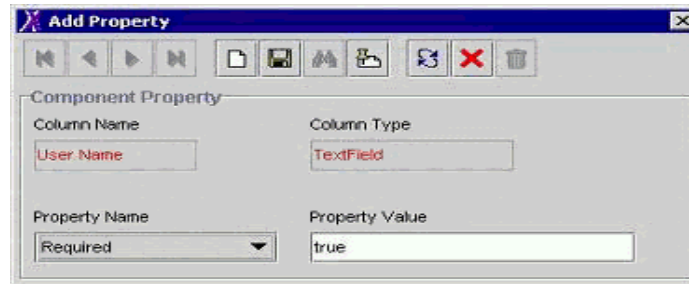 Add Property
Component Property
Column Name Column Type
User Name TextField
Property Name Property Value
Required true